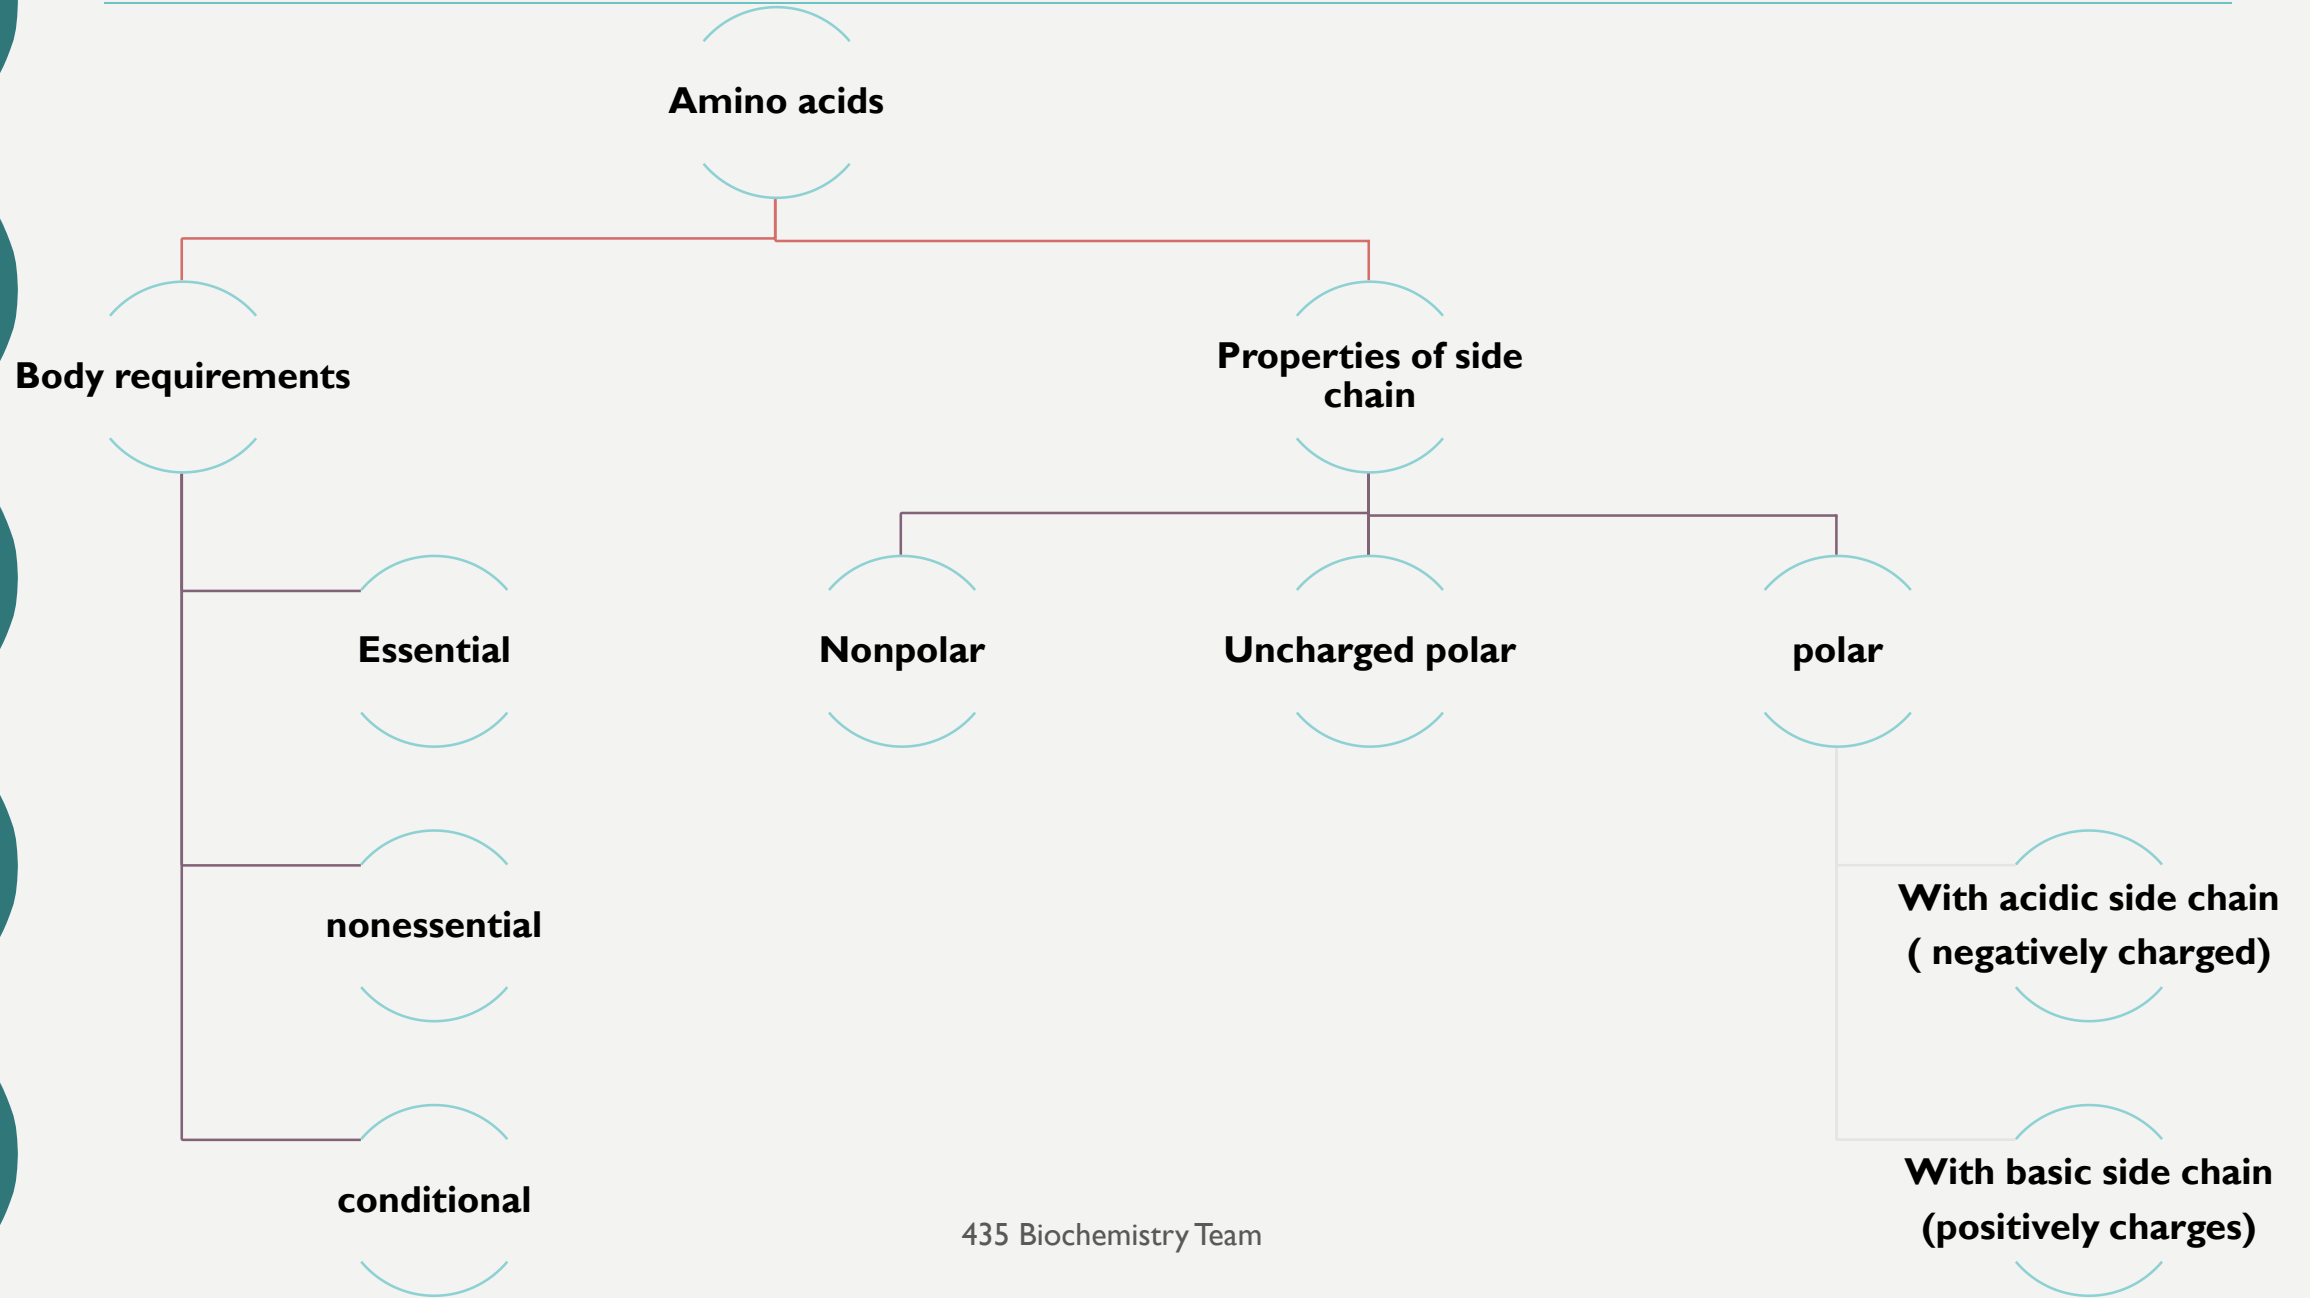 Amino acids
Body requirements
Properties of side
chain
Essential
Nonpolar
Uncharged polar
polar
nonessential
With acidic side chain
( negatively charged)
conditional
With basic side chain
(positively charges)
435 Biochemistry Team